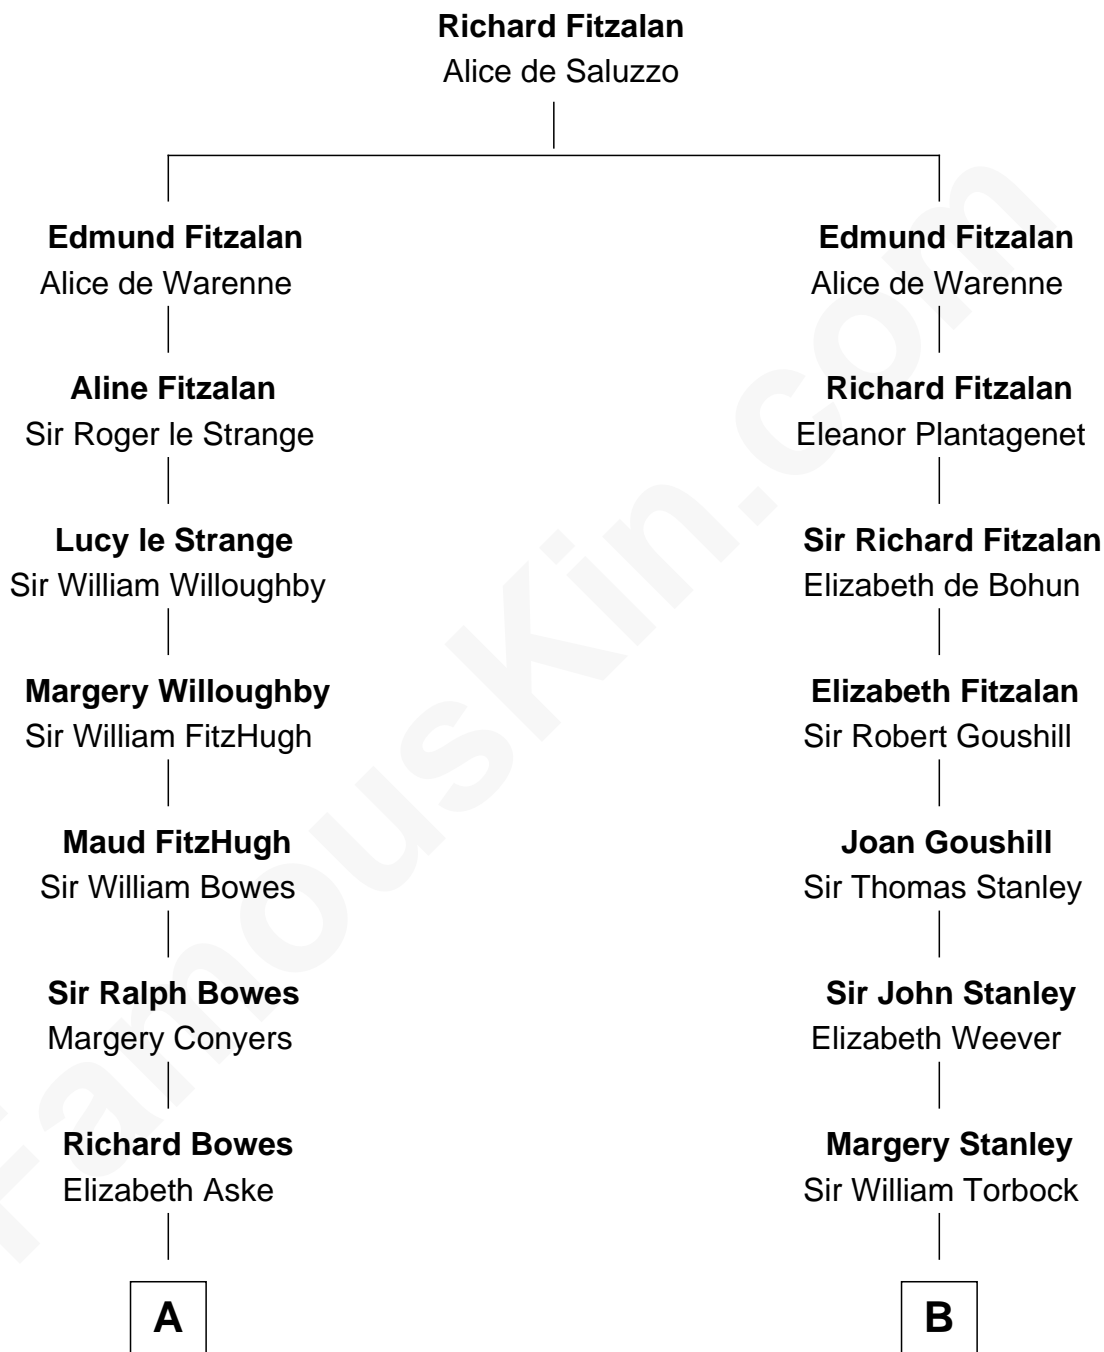 Richard Fitzalan
Alice de Saluzzo
Edmund Fitzalan
Alice de Warenne
Aline Fitzalan
Sir Roger le Strange
Lucy le Strange
Sir William Willoughby
Margery Willoughby
Sir William FitzHugh
Maud FitzHugh
Sir William Bowes
Sir Ralph Bowes
Margery Conyers
Richard Bowes
Elizabeth Aske
A
Edmund Fitzalan
Alice de Warenne
Richard Fitzalan
Eleanor Plantagenet
Sir Richard Fitzalan
Elizabeth de Bohun
Elizabeth Fitzalan
Sir Robert Goushill
Joan Goushill
Sir Thomas Stanley
Sir John Stanley
Elizabeth Weever
Margery Stanley
Sir William Torbock
B
FamousKin.com